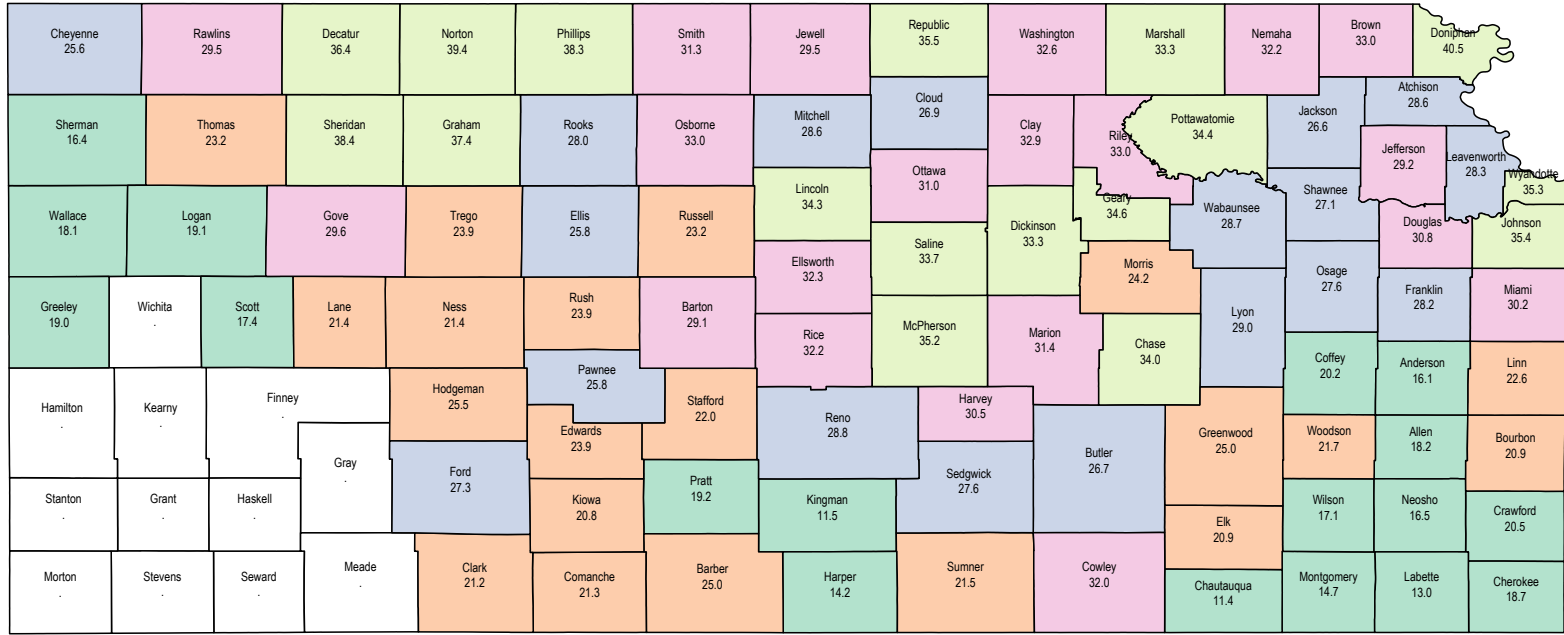 Cheyenne
25.6
Rawlins
29.5
Decatur
36.4
Norton
39.4
Phillips
38.3
Smith
31.3
Jewell
29.5
Republic
35.5
Washington
32.6
Marshall
33.3
Nemaha
32.2
Brown
33.0
Doniphan
40.5
Sherman
16.4
Thomas
23.2
Sheridan
38.4
Graham
37.4
Rooks
28.0
Osborne
33.0
Mitchell
28.6
Cloud
26.9
Clay
32.9
Riley
33.0
Pottawatomie
34.4
Jackson
26.6
Atchison
28.6
Jefferson
29.2
Leavenworth
28.3
Wyandotte
35.3
Wallace
18.1
Logan
19.1
Gove
29.6
Trego
23.9
Ellis
25.8
Russell
23.2
Lincoln
34.3
Ottawa
31.0
Saline
33.7
Dickinson
33.3
Geary
34.6
Wabaunsee
28.7
Shawnee
27.1
Douglas
30.8
Johnson
35.4
Ellsworth
32.3
Morris
24.2
Osage
27.6
Franklin
28.2
Miami
30.2
Greeley
19.0
Wichita
.
Scott
17.4
Lane
21.4
Ness
21.4
Rush
23.9
Barton
29.1
Rice
32.2
McPherson
35.2
Marion
31.4
Chase
34.0
Lyon
29.0
Coffey
20.2
Anderson
16.1
Linn
22.6
Hamilton
.
Kearny
.
Finney
.
Hodgeman
25.5
Pawnee
25.8
Stafford
22.0
Edwards
23.9
Reno
28.8
Harvey
30.5
Greenwood
25.0
Woodson
21.7
Allen
18.2
Bourbon
20.9
Gray
.
Ford
27.3
Pratt
19.2
Sedgwick
27.6
Butler
26.7
Stanton
.
Grant
.
Haskell
.
Kiowa
20.8
Kingman
11.5
Elk
20.9
Wilson
17.1
Neosho
16.5
Crawford
20.5
Morton
.
Stevens
.
Seward
.
Meade
.
Clark
21.2
Comanche
21.3
Barber
25.0
Harper
14.2
Sumner
21.5
Cowley
32.0
Chautauqua
11.4
Montgomery
14.7
Labette
13.0
Cherokee
18.7